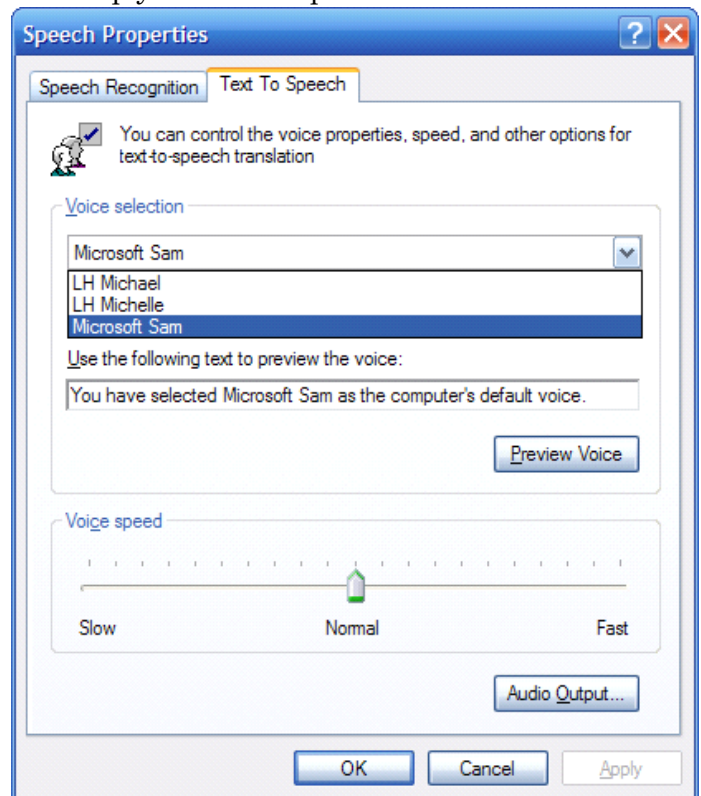 Speech Properties
Speech Recognition
Text To Speech
You can control the voice properties, speed, and other options for
text-to-speech translation
Voice selection
Microsoft Sam
LH Michael
LH Michelle
Microsoft Sam
Use the following text to preview the voice:
You have selected Microsoft Sam as the computer's default voice.
Preview Voice
Voice speed
Slow Normal Fast
Audio Output...
OK Cancel Apply